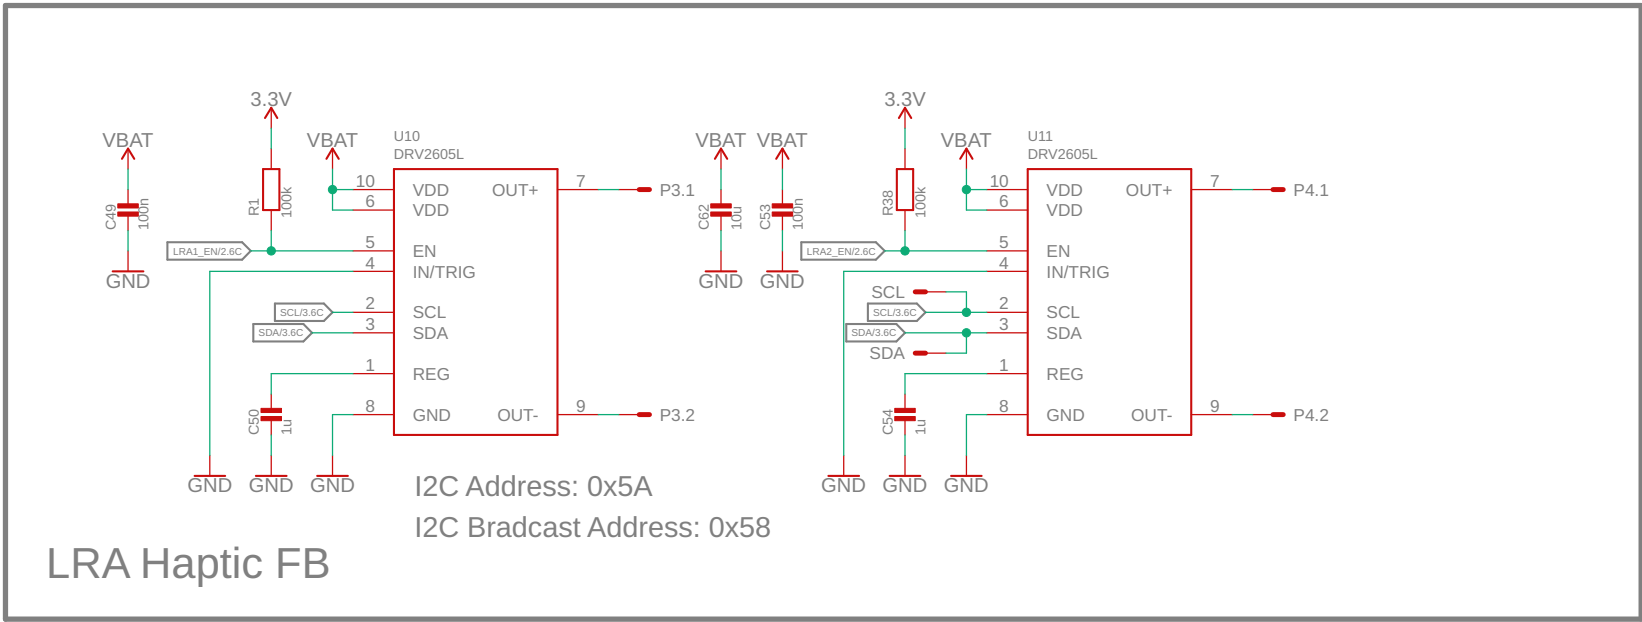 3.3V
VBAT
VBAT
U10
DRV2605L
C49
100n
GND
R1
100k
LRA1_EN/2.6C
SCL/3.6C
SDA/3.6C
10 VDD OUT+ 7 P3.1
6 VDD
5 EN
4 IN/TRIG
2 SCL
3 SDA
1 REG
8 GND OUT- 9 P3.2
C50
1u
GND GND GND
VBAT VBAT
C62
10u
C53
100n
GND GND
3.3V
VBAT
U11
DRV2605L
R38
100k
LRA2_EN/2.6C
SCL
SCL/3.6C
SDA/3.6C
SDA
10 VDD OUT+ 7 P4.1
6 VDD
5 EN
4 IN/TRIG
2 SCL
3 SDA
1 REG
8 GND OUT- 9 P4.2
C54
1u
GND GND GND
I2C Address: 0x5A
I2C Bradcast Address: 0x58
LRA Haptic FB